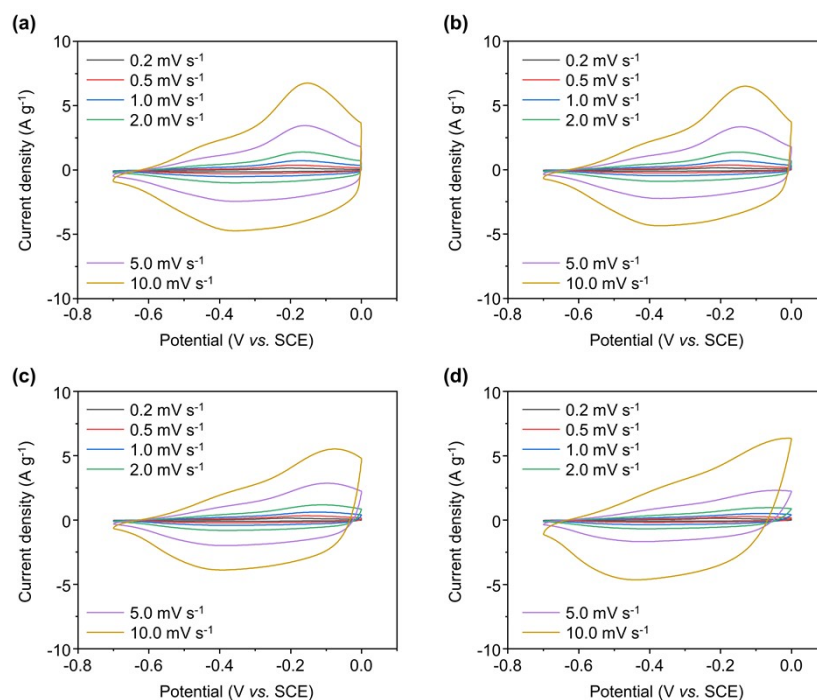 (a)
10
5
0
-5
-10
0.2 mV s⁻¹
0.5 mV s⁻¹
1.0 mV s⁻¹
2.0 mV s⁻¹
5.0 mV s⁻¹
10.0 mV s⁻¹
-0.8 -0.6 -0.4 -0.2 0.0
Current density (A g⁻¹)
Potential (V vs. SCE)
(b)
10
5
0
-5
-10
0.2 mV s⁻¹
0.5 mV s⁻¹
1.0 mV s⁻¹
2.0 mV s⁻¹
5.0 mV s⁻¹
10.0 mV s⁻¹
-0.8 -0.6 -0.4 -0.2 0.0
Current density (A g⁻¹)
Potential (V vs. SCE)
(c)
10
5
0
-5
-10
0.2 mV s⁻¹
0.5 mV s⁻¹
1.0 mV s⁻¹
2.0 mV s⁻¹
5.0 mV s⁻¹
10.0 mV s⁻¹
-0.8 -0.6 -0.4 -0.2 0.0
Current density (A g⁻¹)
Potential (V vs. SCE)
(d)
10
5
0
-5
-10
0.2 mV s⁻¹
0.5 mV s⁻¹
1.0 mV s⁻¹
2.0 mV s⁻¹
5.0 mV s⁻¹
10.0 mV s⁻¹
-0.8 -0.6 -0.4 -0.2 0.0
Current density (A g⁻¹)
Potential (V vs. SCE)